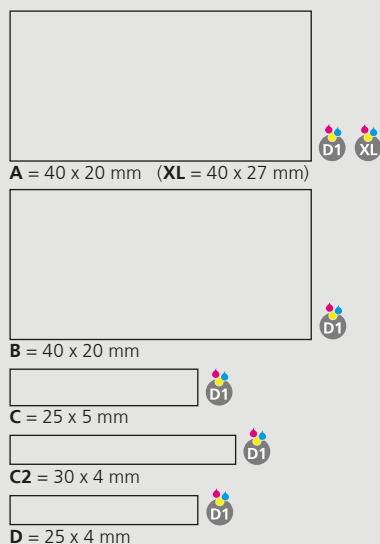 D1 XL
A = 40 x 20 mm (XL = 40 x 27 mm)
D1
B = 40 x 20 mm
D1
C = 25 x 5 mm
D1
C2 = 30 x 4 mm
D1
D = 25 x 4 mm